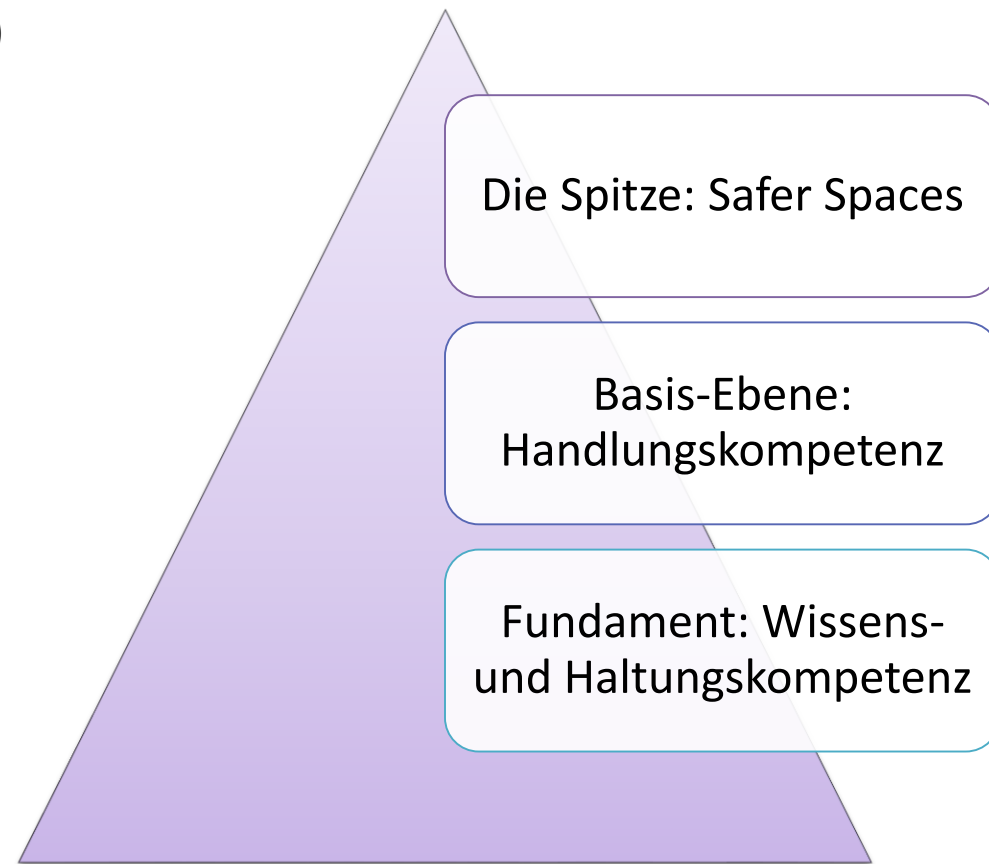 Die Spitze: Safer Spaces
Basis-Ebene:
Handlungskompetenz
Fundament: Wissens-
und Haltungskompetenz